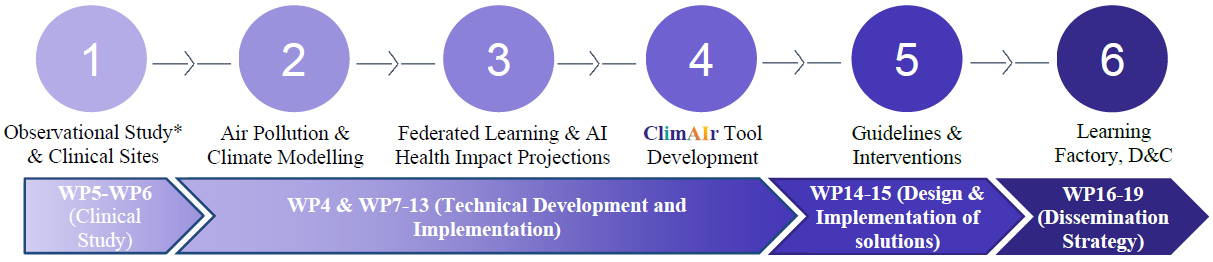 1
2
3
4
5
6
Observational Study*
& Clinical Sites
Air Pollution &
Climate Modelling
Federated Learning & AI
Health Impact Projections
ClimAIr Tool
Development
Guidelines &
Interventions
Learning
Factory, D&C
WP5-WP6
(Clinical
Study)
WP4 & WP7-13 (Technical Development and
Implementation)
WP14-15 (Design &
Implementation of
solutions)
WP16-19
(Dissemination
Strategy)